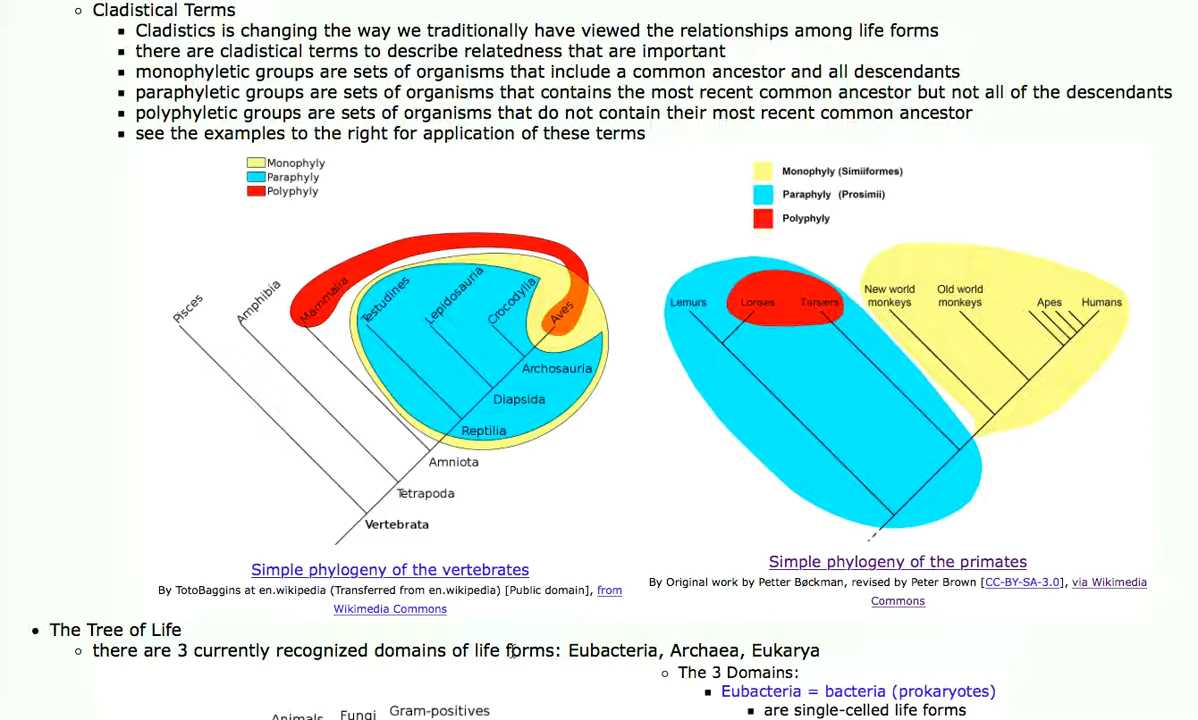 Cladistical Terms
Cladistics is changing the way we traditionally have viewed the relationships among life forms
there are cladistical terms to describe relatedness that are important
monophyletic groups are sets of organisms that include a common ancestor and all descendants
paraphyletic groups are sets of organisms that contains the most recent common ancestor but not all of the descendants
polyphyletic groups are sets of organisms that do not contain their most recent common ancestor
see the examples to the right for application of these terms
Monophyly
Paraphyly
Polyphyly
Pisces
Amphibia
Mammalia
Testudines
Lepidosauria
Crocodylia
Aves
Archosauria
Diapsida
Reptilia
Amniota
Tetrapoda
Vertebrata
Simple phylogeny of the vertebrates
By TotoBaggins at en.wikipedia (Transferred from en.wikipedia) [Public domain], from
Wikimedia Commons
Monophyly (Simiiformes)
Paraphyly (Prosimii)
Polyphyly
Lemurs
Lorises
Tarsiers
New world
monkeys
Old world
monkeys
Apes
Humans
Simple phylogeny of the primates
By Original work by Petter Bøckman, revised by Peter Brown [CC-BY-SA-3.0], via Wikimedia
Commons
The Tree of Life
there are 3 currently recognized domains of life forms: Eubacteria, Archaea, Eukarya
The 3 Domains:
Eubacteria = bacteria (prokaryotes)
are single-celled life forms
Animals
Fungi
Gram-positives